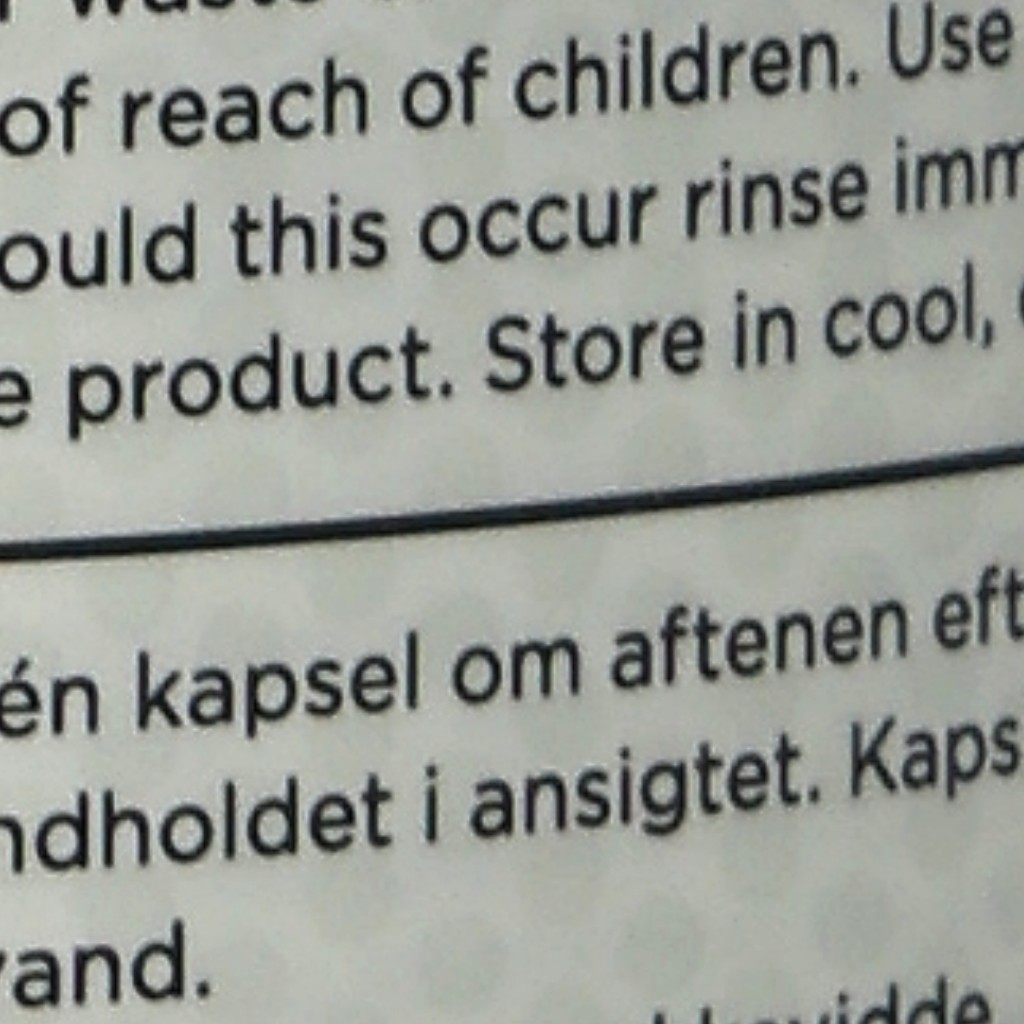 of reach of children. Use
ould this occur rinse imm
e product. Store in cool,
én kapsel om aftenen eft
ndholdet i ansigtet. Kaps
vand.